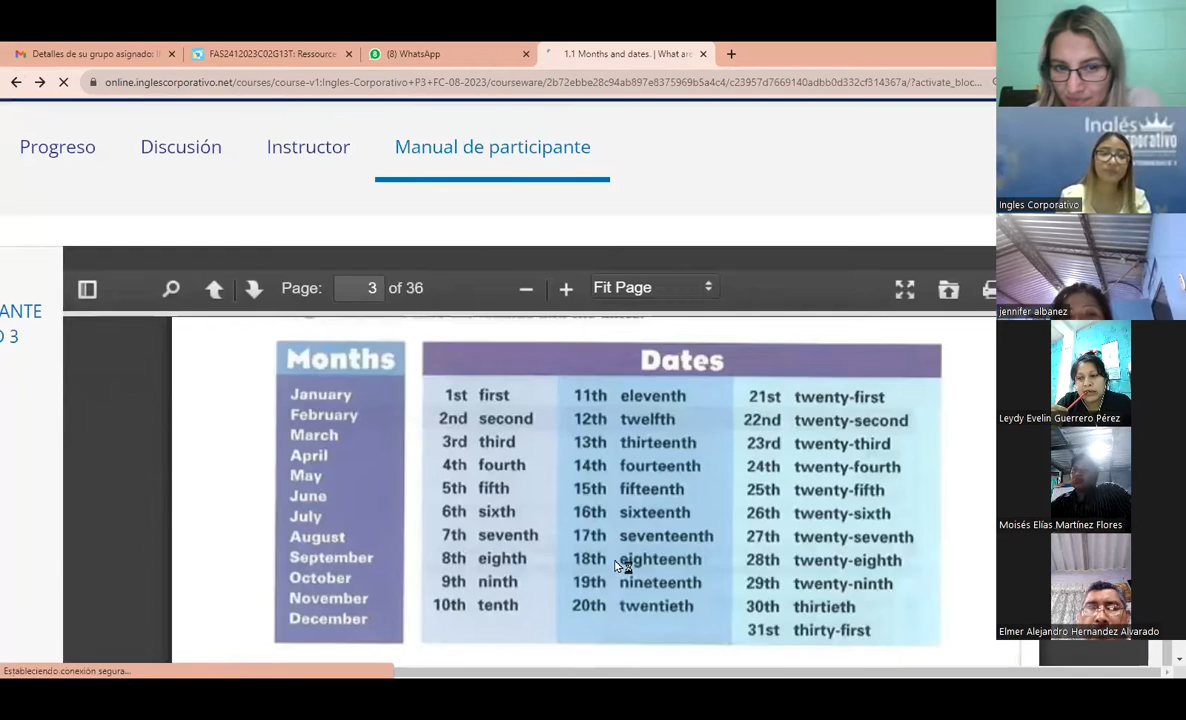 Detalles de su grupo asignado: I
FAS2412023C02G13T: Ressource
(8) WhatsApp
1.1 Months and dates. | What are
online.inglescorporativo.net/courses/course-v1:Ingles-Corporativo+P3+FC-08-2023/courseware/2b72ebbe28c94ab897e8375969b5a4c4/c23957d7669140adbb0d332cf314367a/?activate_bloc...
Progreso Discusión Instructor Manual de participante
ANTE
O 3
Page: 3 of 36 Fit Page
Months
January
February
March
April
May
June
July
August
September
October
November
December
Dates
1st first
2nd second
3rd third
4th fourth
5th fifth
6th sixth
7th seventh
8th eighth
9th ninth
10th tenth
11th eleventh
12th twelfth
13th thirteenth
14th fourteenth
15th fifteenth
16th sixteenth
17th seventeenth
18th eighteenth
19th nineteenth
20th twentieth
21st twenty-first
22nd twenty-second
23rd twenty-third
24th twenty-fourth
25th twenty-fifth
26th twenty-sixth
27th twenty-seventh
28th twenty-eighth
29th twenty-ninth
30th thirtieth
31st thirty-first
Estableciendo conexión segura...
Inglés
Ingles Corporativo
jennifer albanez
Leydy Evelin Guerrero Pérez
Moisés Elías Martínez Flores
Elmer Alejandro Hernandez Alvarado